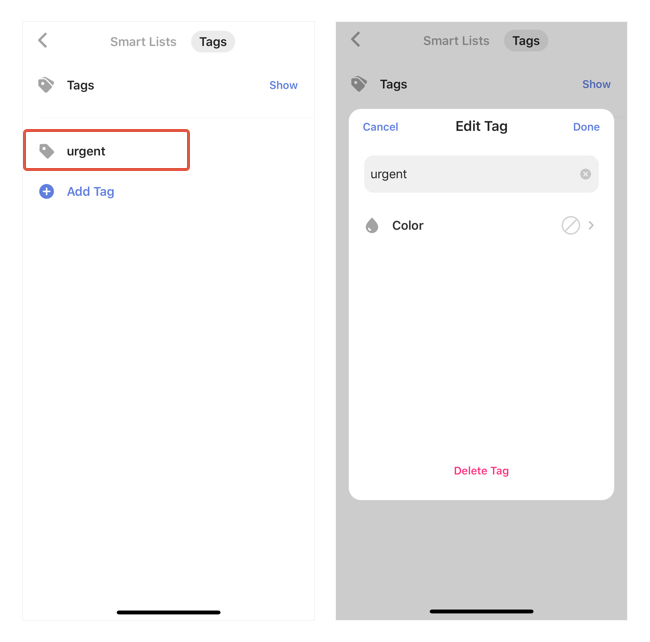 Smart Lists Tags
Tags Show
urgent
Add Tag
Smart Lists Tags
Tags Show
Cancel Edit Tag Done
urgent
Color
Delete Tag